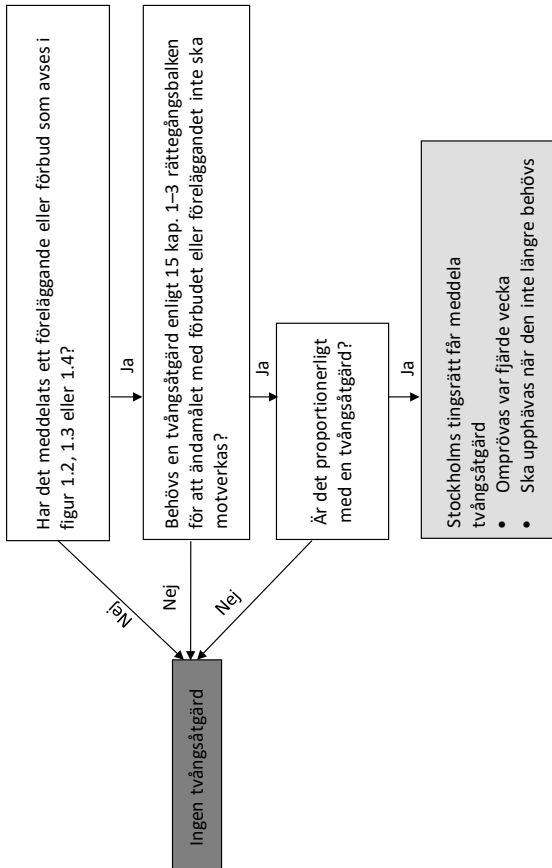 Har det meddelats ett föreläggande eller förbud som avses i
figur 1.2, 1.3 eller 1.4?
Nej
Ja
Behövs en tvångsåtgärd enligt 15 kap. 1–3 rättegångsbalken
för att ändamålet med förbudet eller föreläggandet inte ska
motverkas?
Nej
Ja
Är det proportionerligt
med en tvångsåtgärd?
Nej
Ja
Ingen tvångsåtgärd
Stockholms tingsrätt får meddela
tvångsåtgärd
• Omprövas var fjärde vecka
• Ska upphävas när den inte längre behövs